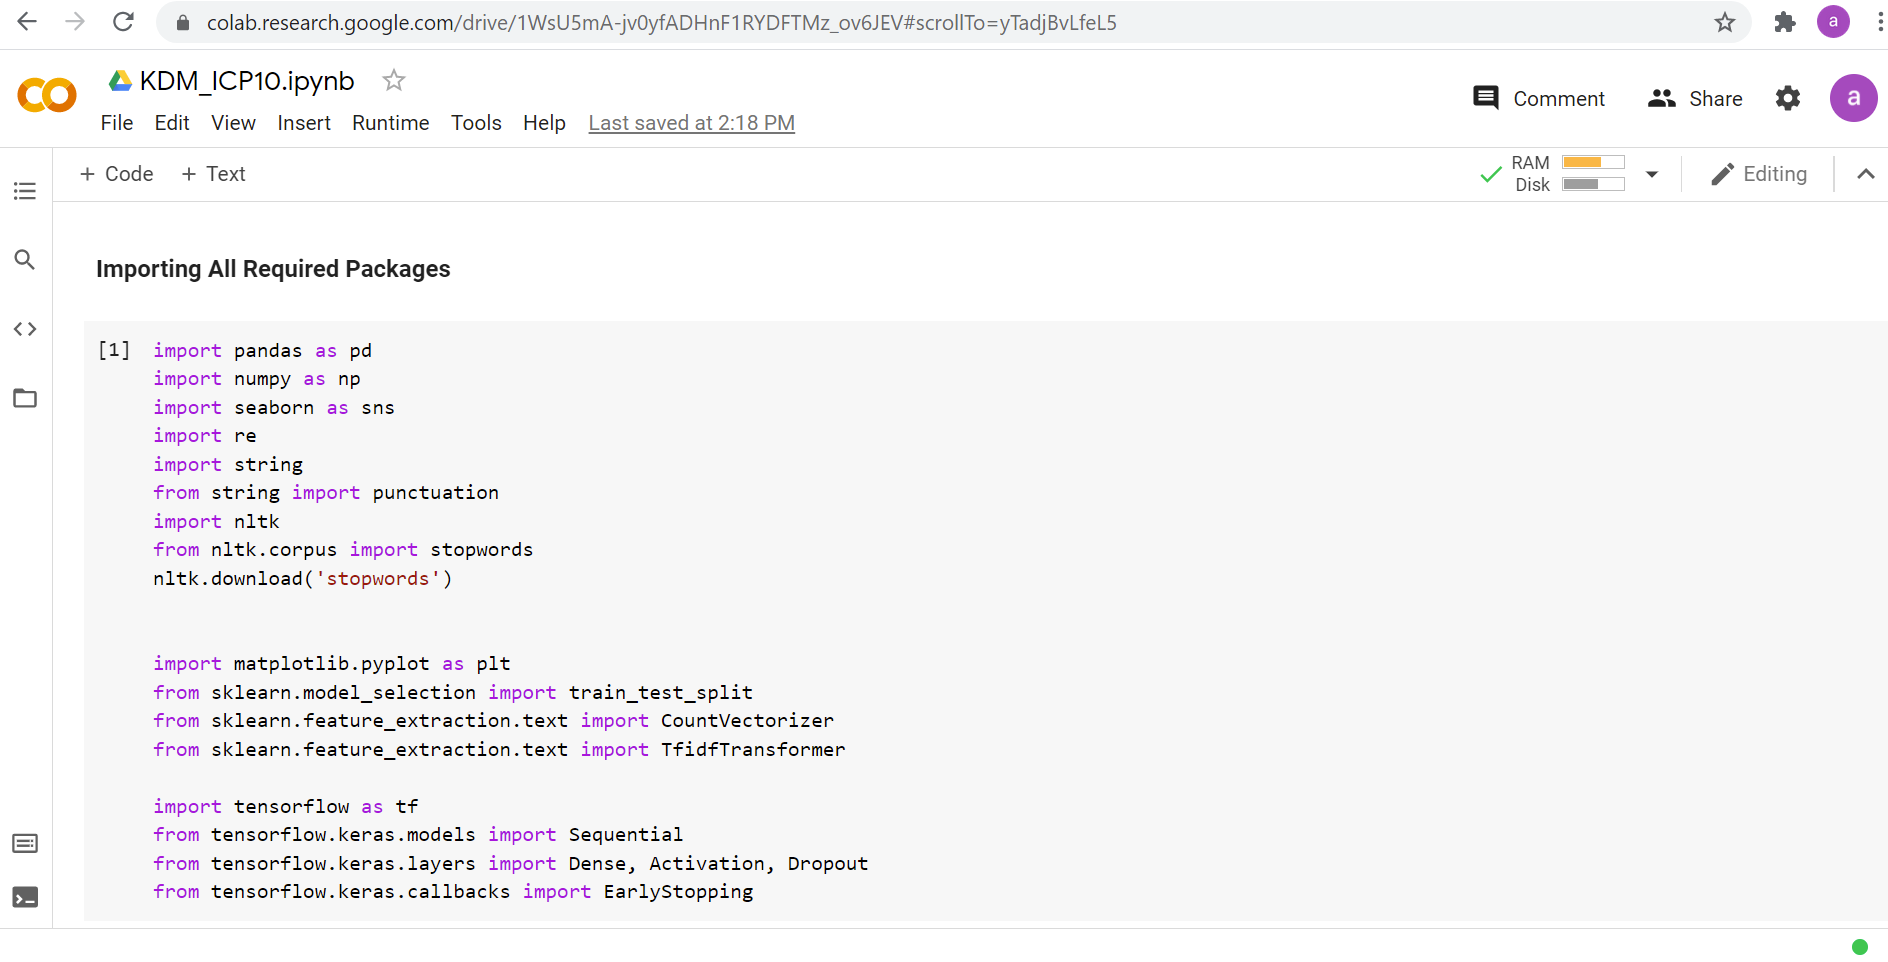 colab.research.google.com/drive/1WsU5mA-jv0yfADHnF1RYDFTMz_ov6JEV#scrollTo=yTadjBvLfeL5
a
KDM_ICP10.ipynb
File Edit View Insert Runtime Tools Help Last saved at 2:18 PM
Comment Share a
+ Code + Text
RAM
Disk
Editing
Importing All Required Packages
[1] import pandas as pd
import numpy as np
import seaborn as sns
import re
import string
from string import punctuation
import nltk
from nltk.corpus import stopwords
nltk.download('stopwords')
import matplotlib.pyplot as plt
from sklearn.model_selection import train_test_split
from sklearn.feature_extraction.text import CountVectorizer
from sklearn.feature_extraction.text import TfidfTransformer
import tensorflow as tf
from tensorflow.keras.models import Sequential
from tensorflow.keras.layers import Dense, Activation, Dropout
from tensorflow.keras.callbacks import EarlyStopping